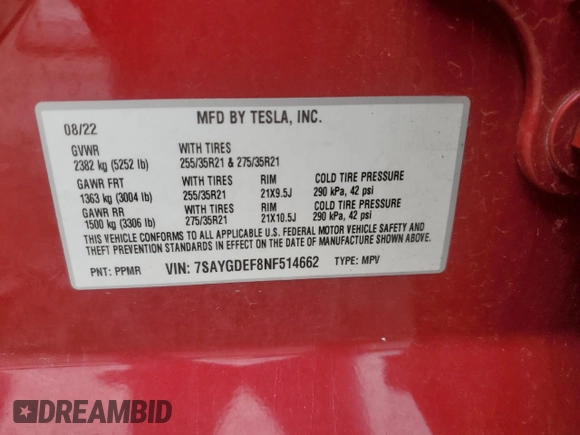 MFD BY TESLA, INC.
08/22
GVWR WITH TIRES
2382 kg (5252 lb) 255/35R21 & 275/35R21
GAWR FRT WITH TIRES RIM COLD TIRE PRESSURE
1363 kg (3004 lb) 255/35R21 21X9.5J 290 kPa, 42 psi
GAWR RR WITH TIRES RIM COLD TIRE PRESSURE
1500 kg (3306 lb) 275/35R21 21X10.5J 290 kPa, 42 psi
THIS VEHICLE CONFORMS TO ALL APPLICABLE U.S. FEDERAL MOTOR VEHICLE SAFETY AND
THEFT PREVENTION STANDARDS IN EFFECT ON THE DATE OF MANUFACTURE SHOWN ABOVE.
PNT: PPMR VIN: 7SAYGDEF8NF514662 TYPE: MPV
DREAMBID